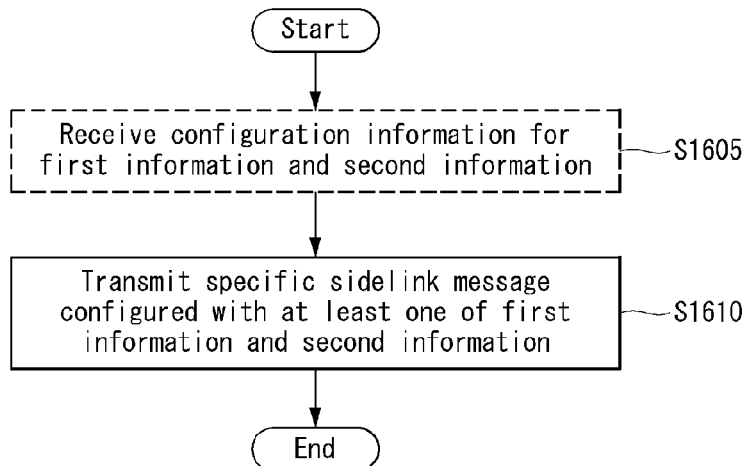 Start
Receive configuration information for
first information and second information
S1605
Transmit specific sidelink message
configured with at least one of first
information and second information
S1610
End